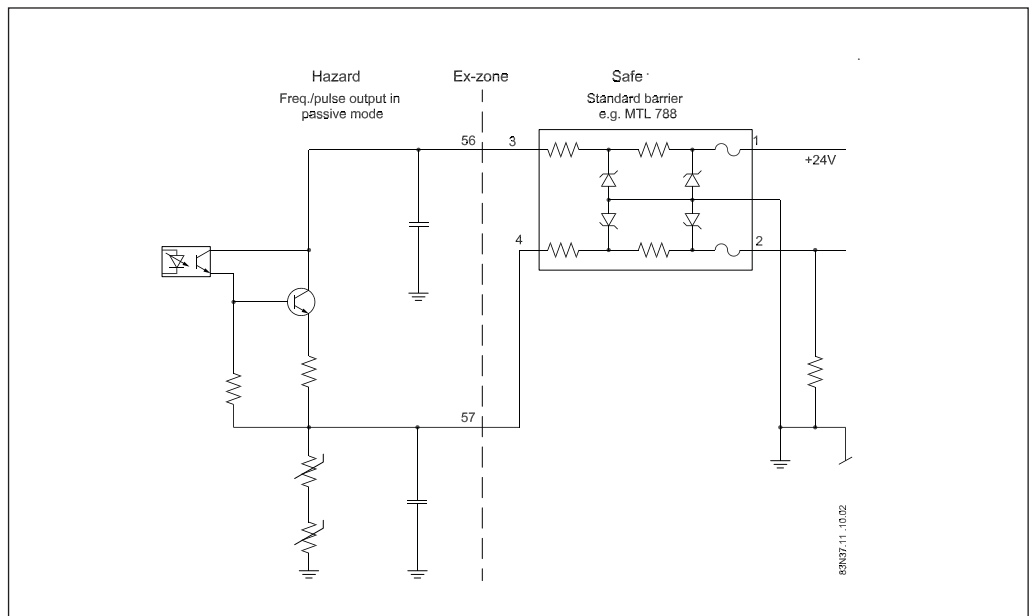 Hazard
Freq./pulse output in
passive mode
Ex-zone
Safe
Standard barrier
e.g. MTL 788
56
3
1
+24V
4
2
57
83N37.11 .10.02